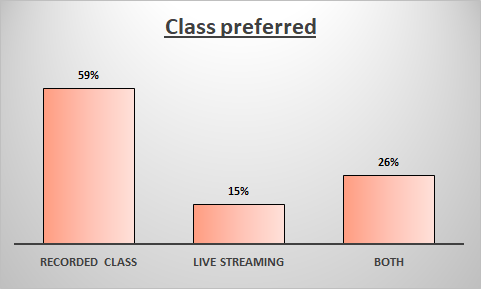 Class preferred
59%
15%
26%
RECORDED CLASS
LIVE STREAMING
BOTH